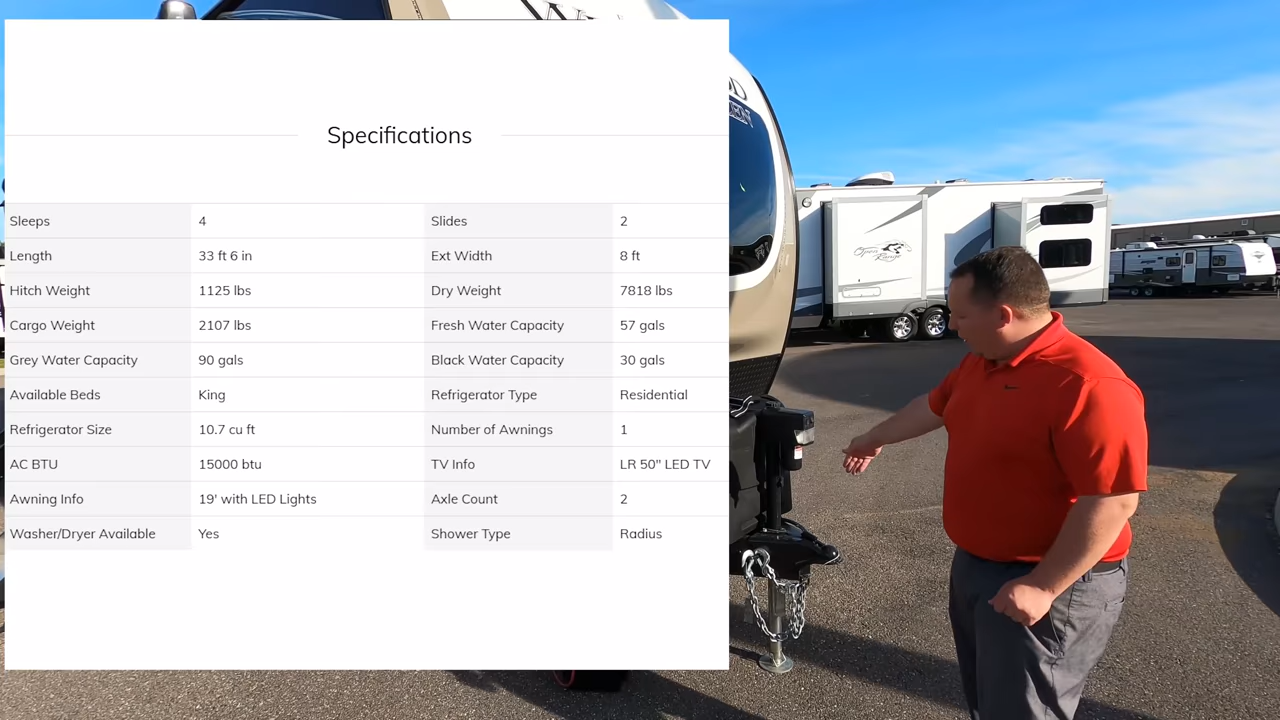 Specifications
Sleeps 4 Slides 2
Length 33 ft 6 in Ext Width 8 ft
Hitch Weight 1125 lbs Dry Weight 7818 lbs
Cargo Weight 2107 lbs Fresh Water Capacity 57 gals
Grey Water Capacity 90 gals Black Water Capacity 30 gals
Available Beds King Refrigerator Type Residential
Refrigerator Size 10.7 cu ft Number of Awnings 1
AC BTU 15000 btu TV Info LR 50" LED TV
Awning Info 19' with LED Lights Axle Count 2
Washer/Dryer Available Yes Shower Type Radius
Open
Range